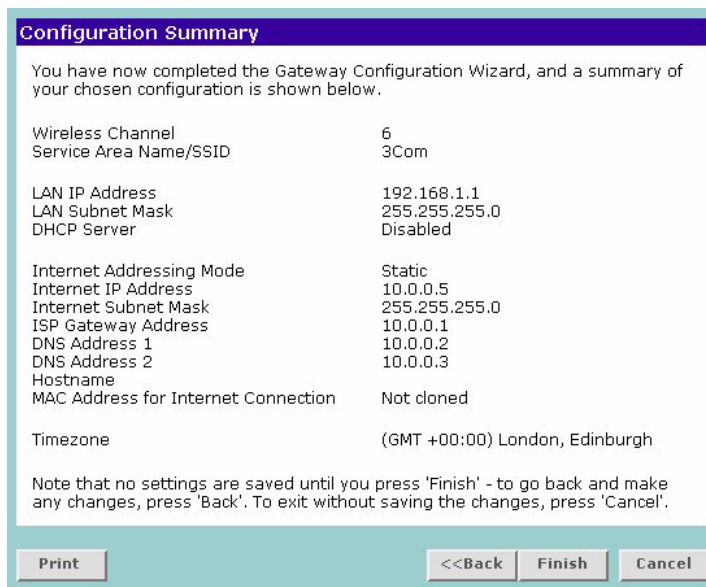 Configuration Summary
You have now completed the Gateway Configuration Wizard, and a summary of
your chosen configuration is shown below.
Wireless Channel 6
Service Area Name/SSID 3Com
LAN IP Address 192.168.1.1
LAN Subnet Mask 255.255.255.0
DHCP Server Disabled
Internet Addressing Mode Static
Internet IP Address 10.0.0.5
Internet Subnet Mask 255.255.255.0
ISP Gateway Address 10.0.0.1
DNS Address 1 10.0.0.2
DNS Address 2 10.0.0.3
Hostname
MAC Address for Internet Connection Not cloned
Timezone (GMT +00:00) London, Edinburgh
Note that no settings are saved until you press 'Finish' - to go back and make
any changes, press 'Back'. To exit without saving the changes, press 'Cancel'.
Print <<Back Finish Cancel